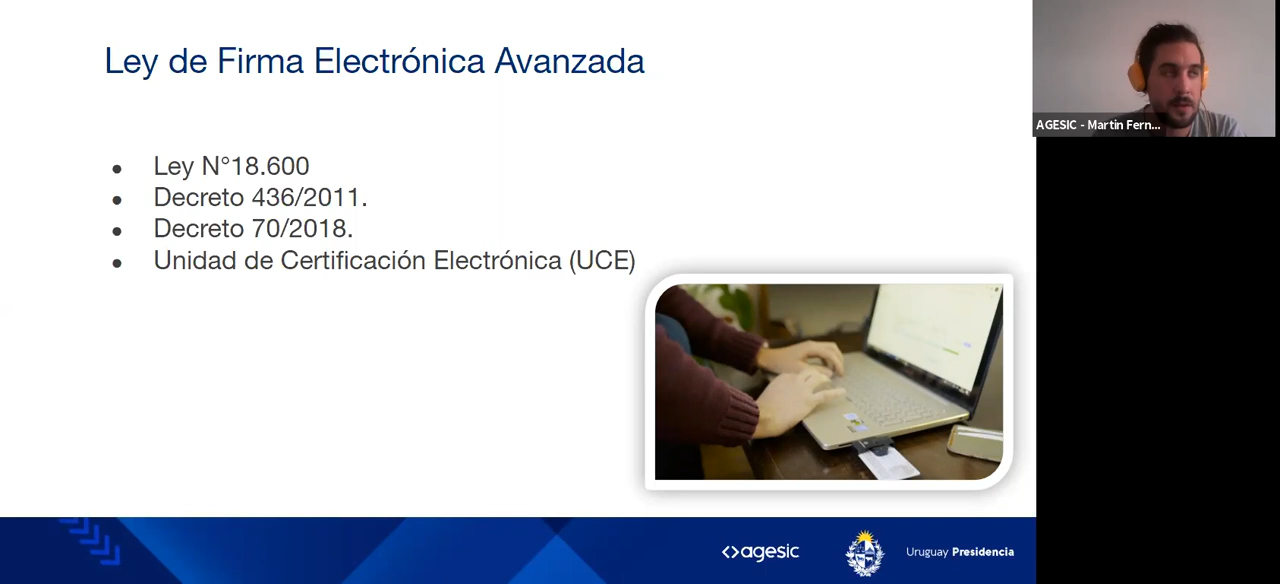 Ley de Firma Electrónica Avanzada
AGESIC - Martin Fern...
● Ley N°18.600
● Decreto 436/2011.
● Decreto 70/2018.
● Unidad de Certificación Electrónica (UCE)
<>agesic
Uruguay Presidencia